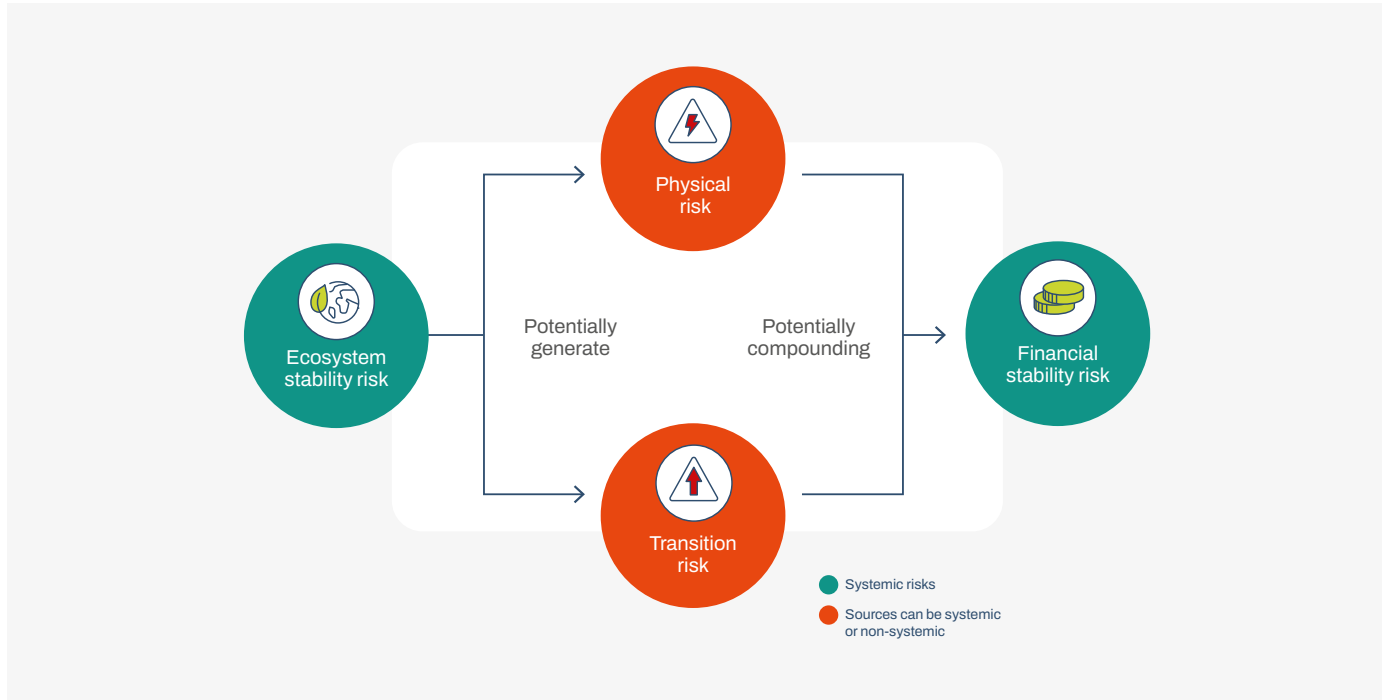 Physical
risk
Ecosystem
stability risk
Potentially
generate
Potentially
compounding
Financial
stability risk
Transition
risk
Systemic risks
Sources can be systemic
or non-systemic